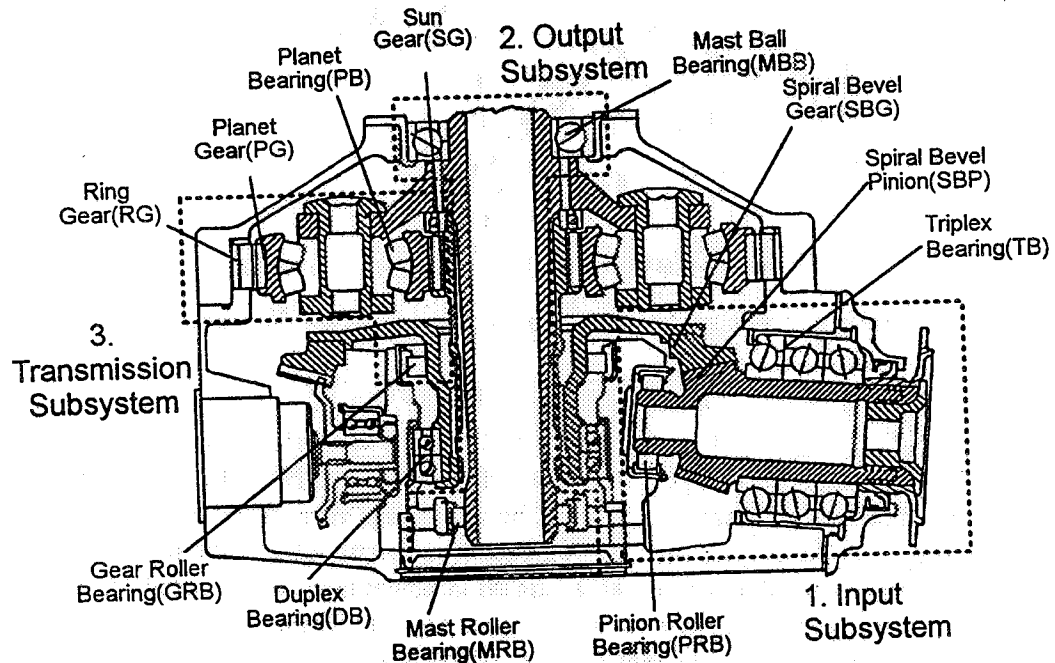 Sun
Gear(SG)
2. Output
Subsystem
Mast Ball
Bearing(MBB)
Planet
Bearing(PB)
Spiral Bevel
Gear(SBG)
Planet
Gear(PG)
Spiral Bevel
Pinion(SBP)
Ring
Gear(RG)
Triplex
Bearing(TB)
3.
Transmission
Subsystem
Gear Roller
Bearing(GRB)
Duplex
Bearing(DB)
Mast Roller
Bearing(MRB)
Pinion Roller
Bearing(PRB)
1. Input
Subsystem